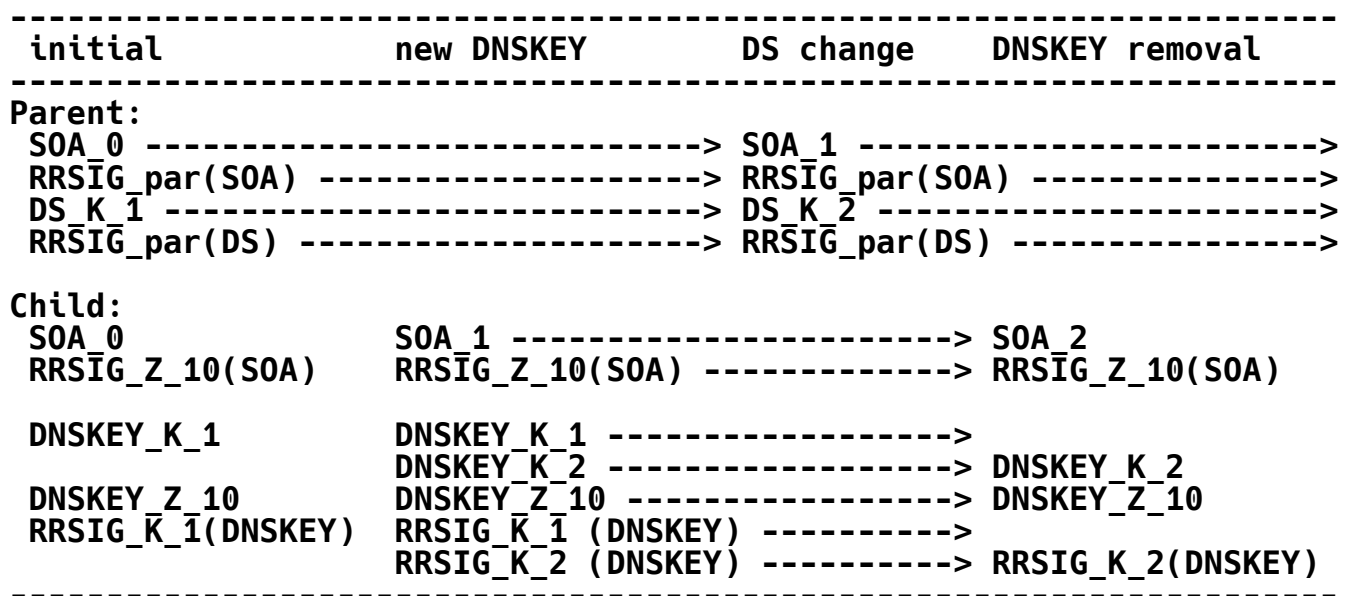 ---------------------------------------------------------------------
 initial            new DNSKEY        DS change    DNSKEY removal
---------------------------------------------------------------------
Parent:
 SOA_0 -----------------------------> SOA_1 ------------------------>
 RRSIG_par(SOA) --------------------> RRSIG_par(SOA) --------------->
 DS_K_1 ----------------------------> DS_K_2 ----------------------->
 RRSIG_par(DS) ---------------------> RRSIG_par(DS) ---------------->

Child:
 SOA_0              SOA_1 -----------------------> SOA_2
 RRSIG_Z_10(SOA)    RRSIG_Z_10(SOA) -------------> RRSIG_Z_10(SOA)

 DNSKEY_K_1         DNSKEY_K_1 ------------------>
                    DNSKEY_K_2 ------------------> DNSKEY_K_2
 DNSKEY_Z_10        DNSKEY_Z_10 -----------------> DNSKEY_Z_10
 RRSIG_K_1(DNSKEY)  RRSIG_K_1 (DNSKEY) ---------->
                    RRSIG_K_2 (DNSKEY) ----------> RRSIG_K_2(DNSKEY)
---------------------------------------------------------------------